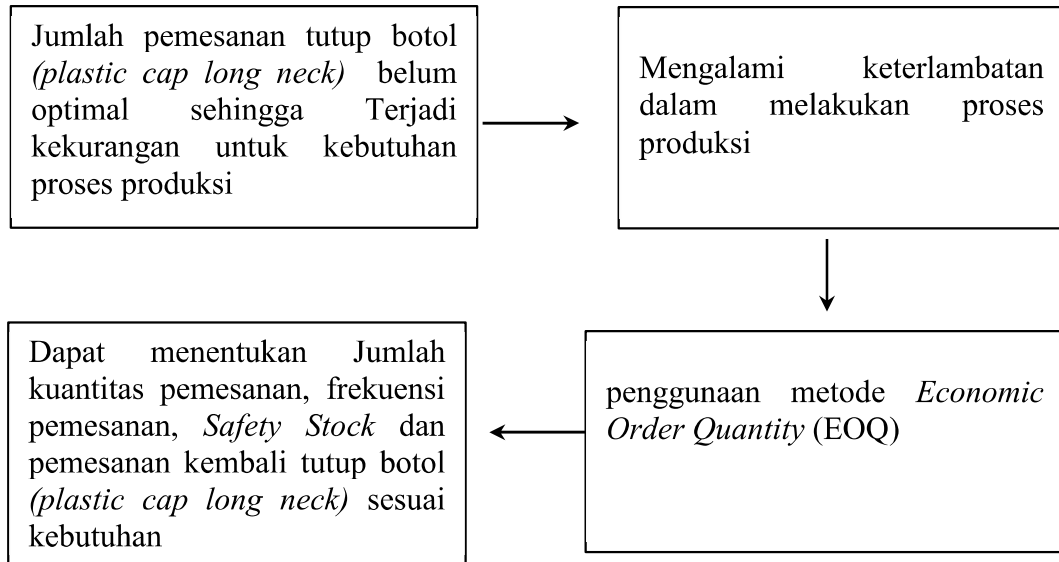 Jumlah pemesanan tutup botol
(plastic cap long neck) belum
optimal sehingga Terjadi
kekurangan untuk kebutuhan
proses produksi
Mengalami keterlambatan
dalam melakukan proses
produksi
penggunaan metode Economic
Order Quantity (EOQ)
Dapat menentukan Jumlah
kuantitas pemesanan, frekuensi
pemesanan, Safety Stock dan
pemesanan kembali tutup botol
(plastic cap long neck) sesuai
kebutuhan